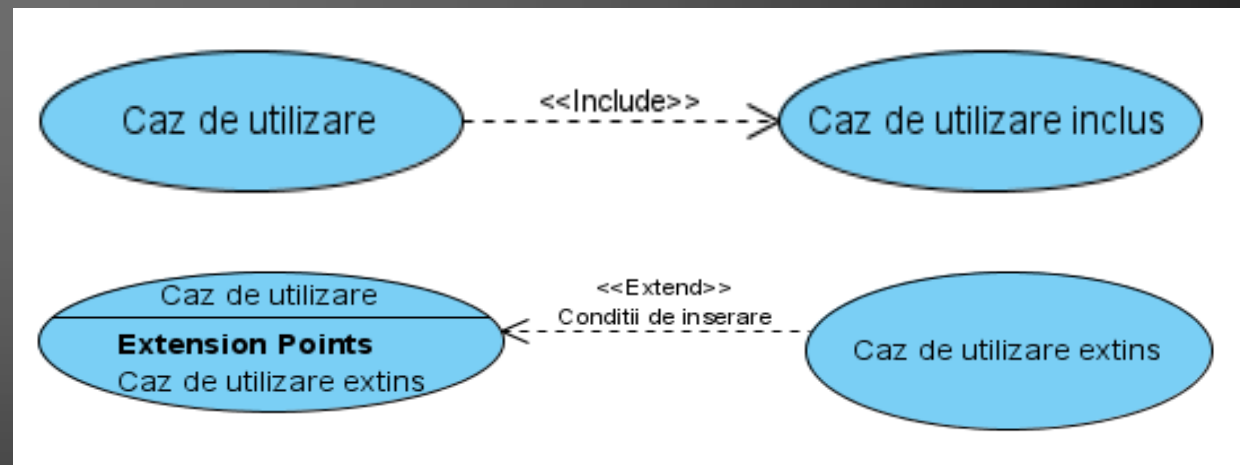 Caz de utilizare
<<Include>>
Caz de utilizare inclus
Caz de utilizare
Extension Points
Caz de utilizare extins
<<Extend>>
Conditii de inserare
Caz de utilizare extins